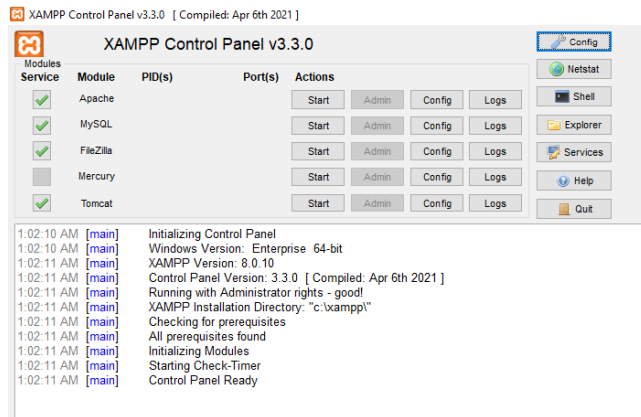 XAMPP Control Panel v3.3.0 [ Compiled: Apr 6th 2021 ]
XAMPP Control Panel v3.3.0
Config
Modules
Service Module PID(s) Port(s) Actions
Netstat
Apache Start Admin Config Logs
Shell
MySQL Start Admin Config Logs
Explorer
FileZilla Start Admin Config Logs
Services
Mercury Start Admin Config Logs
Help
Tomcat Start Admin Config Logs
Quit
1:02:10 AM [main] Initializing Control Panel
1:02:10 AM [main] Windows Version: Enterprise 64-bit
1:02:11 AM [main] XAMPP Version: 8.0.10
1:02:11 AM [main] Control Panel Version: 3.3.0 [ Compiled: Apr 6th 2021 ]
1:02:11 AM [main] Running with Administrator rights - good!
1:02:11 AM [main] XAMPP Installation Directory: "c:\xampp\"
1:02:11 AM [main] Checking for prerequisites
1:02:11 AM [main] All prerequisites found
1:02:11 AM [main] Initializing Modules
1:02:11 AM [main] Starting Check-Timer
1:02:11 AM [main] Control Panel Ready